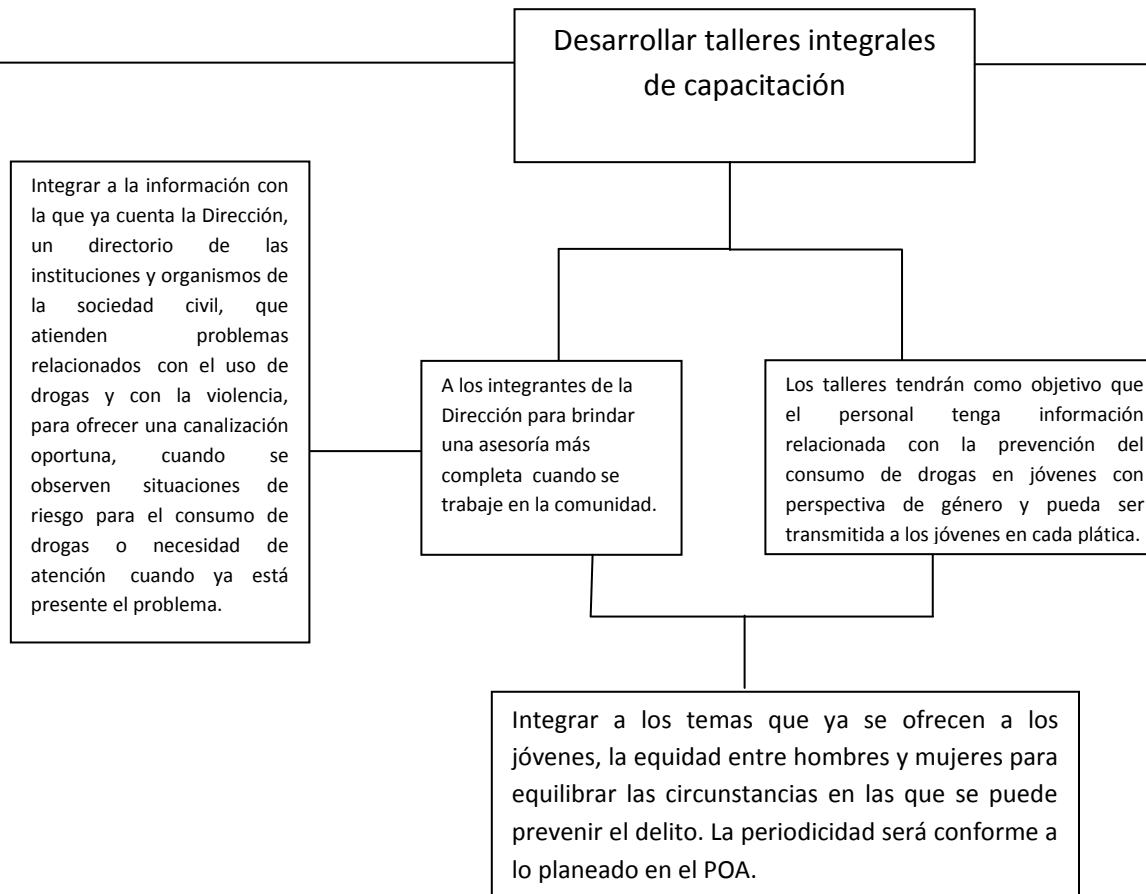 Desarrollar talleres integrales
de capacitación
Integrar a la información con
la que ya cuenta la Dirección,
un directorio de las
instituciones y organismos de
la sociedad civil, que
atienden problemas
relacionados con el uso de
drogas y con la violencia,
para ofrecer una canalización
oportuna, cuando se
observen situaciones de
riesgo para el consumo de
drogas o necesidad de
atención cuando ya está
presente el problema.
A los integrantes de la
Dirección para brindar
una asesoría más
completa cuando se
trabaje en la comunidad.
Los talleres tendrán como objetivo que
el personal tenga información
relacionada con la prevención del
consumo de drogas en jóvenes con
perspectiva de género y pueda ser
transmitida a los jóvenes en cada plática.
Integrar a los temas que ya se ofrecen a los
jóvenes, la equidad entre hombres y mujeres para
equilibrar las circunstancias en las que se puede
prevenir el delito. La periodicidad será conforme a
lo planeado en el POA.